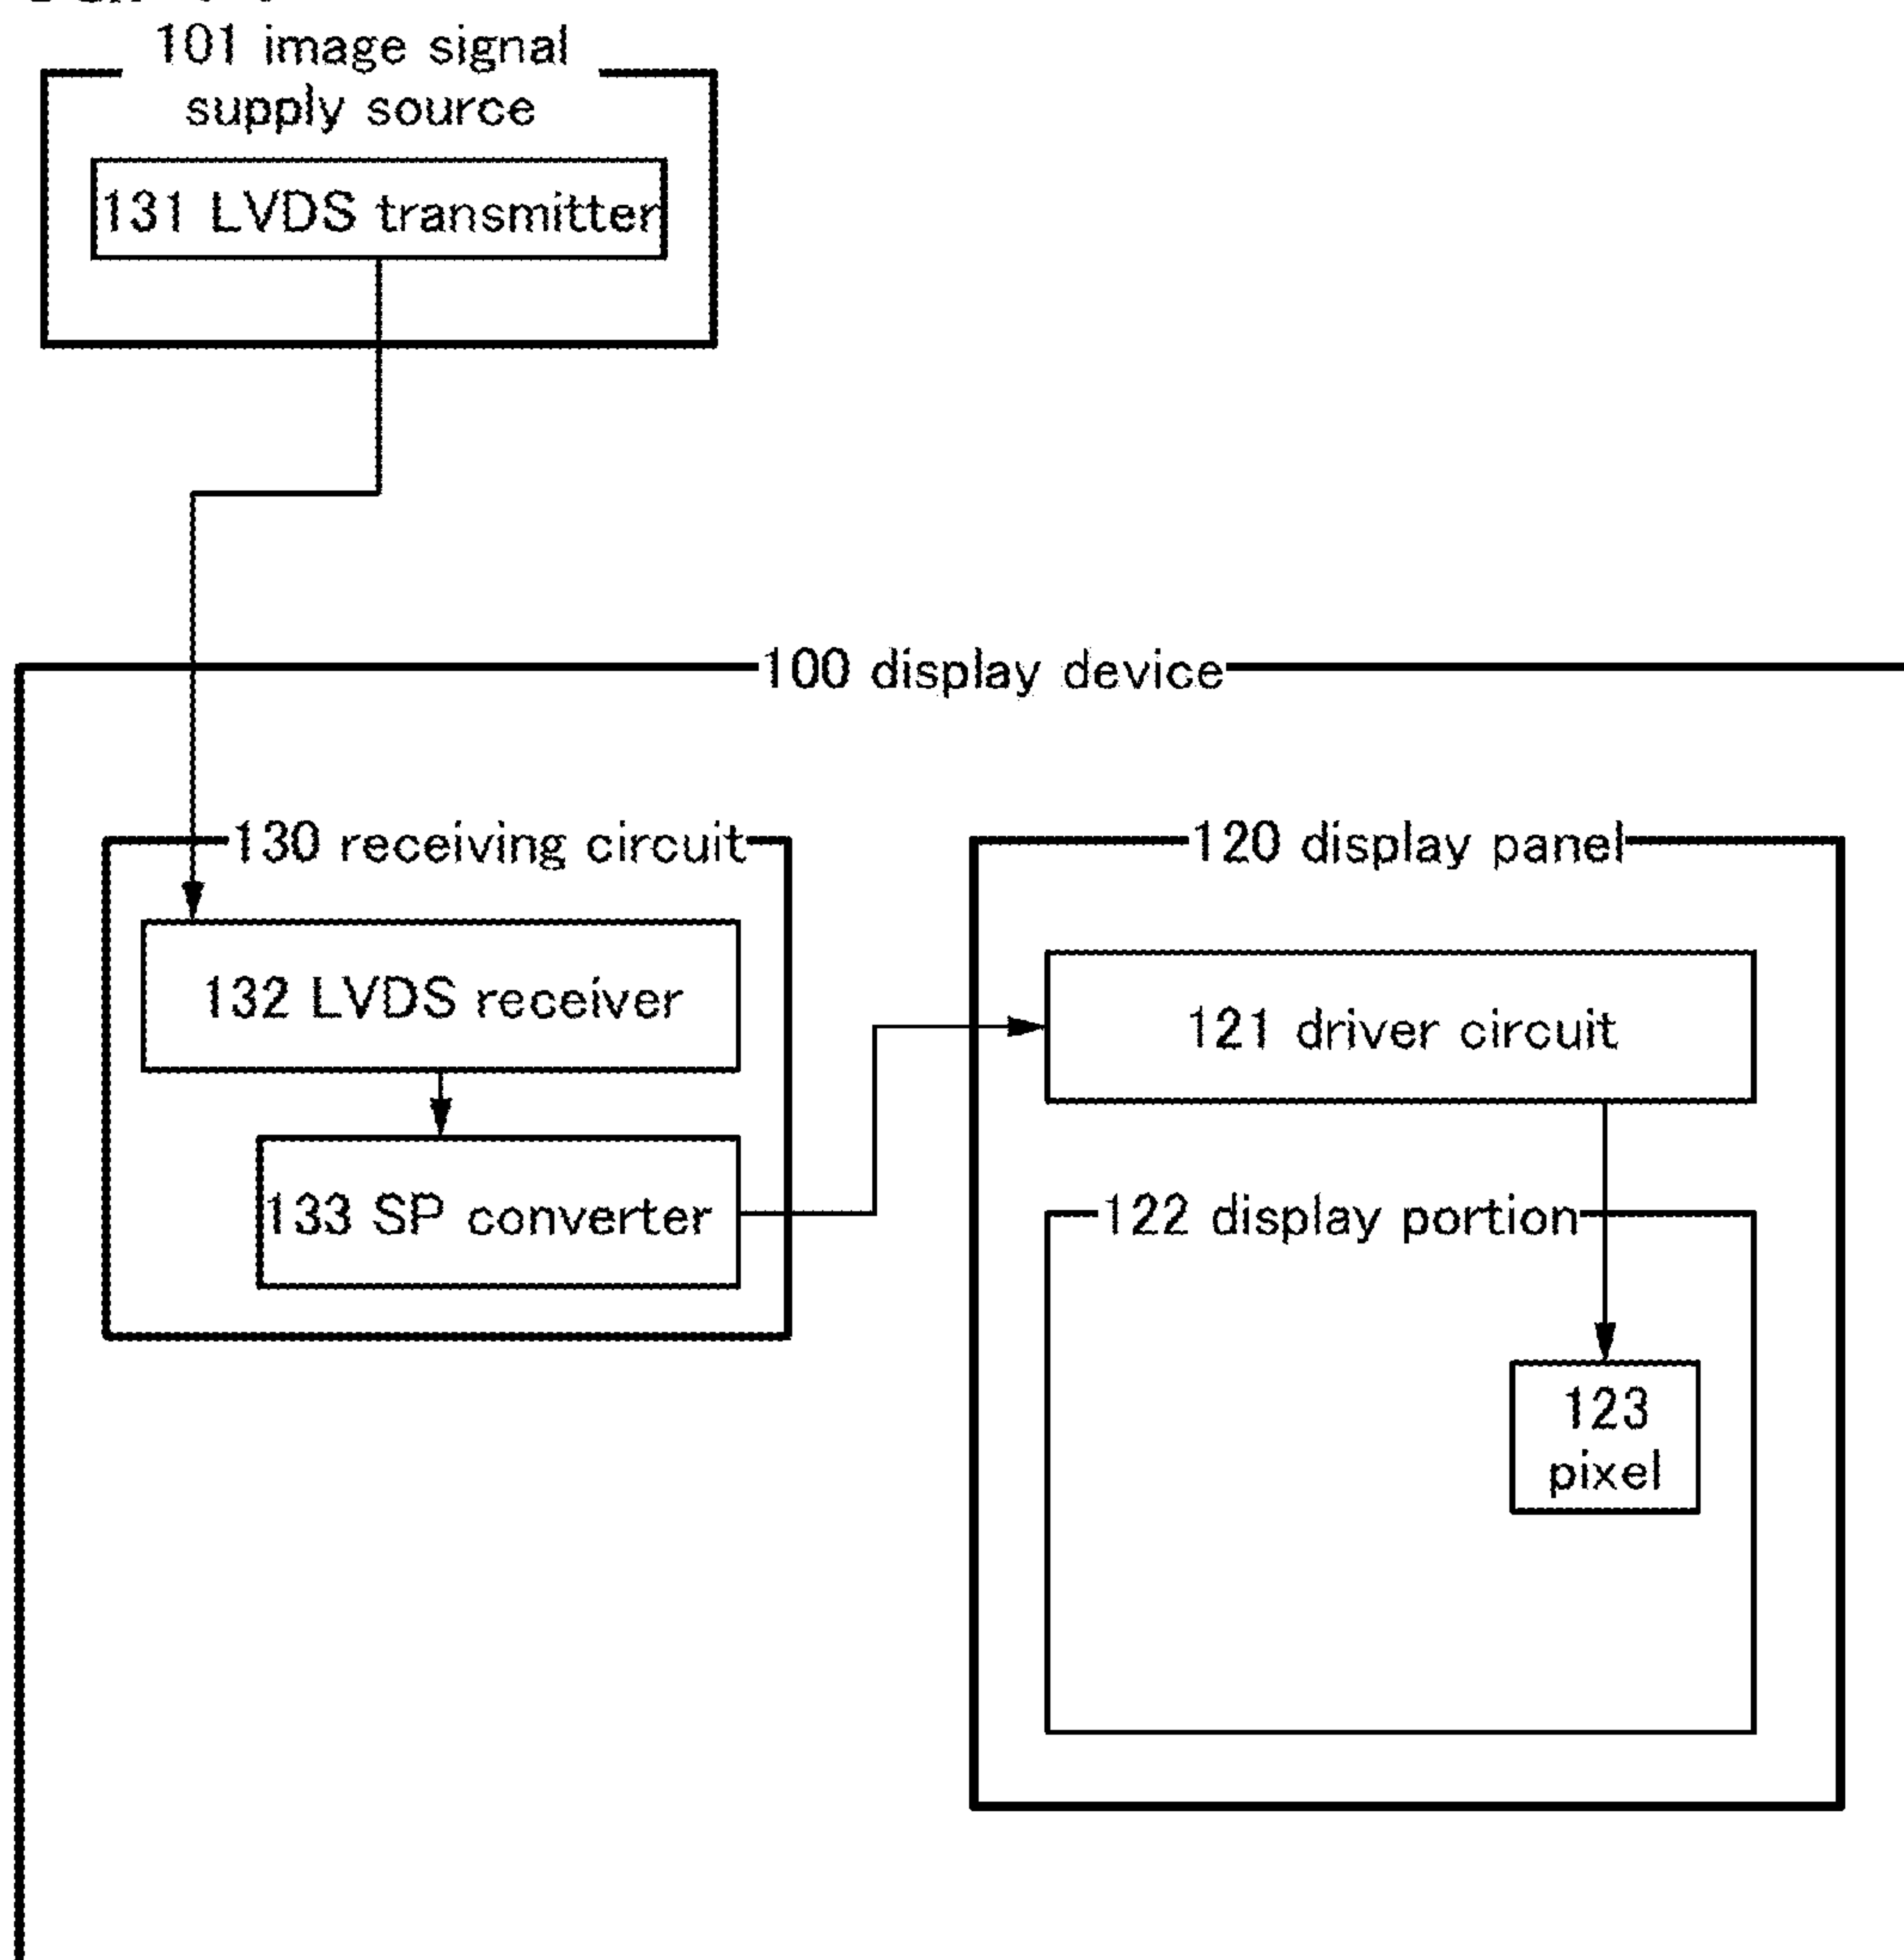 101 image signal
supply source
131 LVDS transmitter
100 display device
130 receiving circuit
120 display panel
132 LVDS receiver
121 driver circuit
133 SP converter
122 display portion
123
pixel